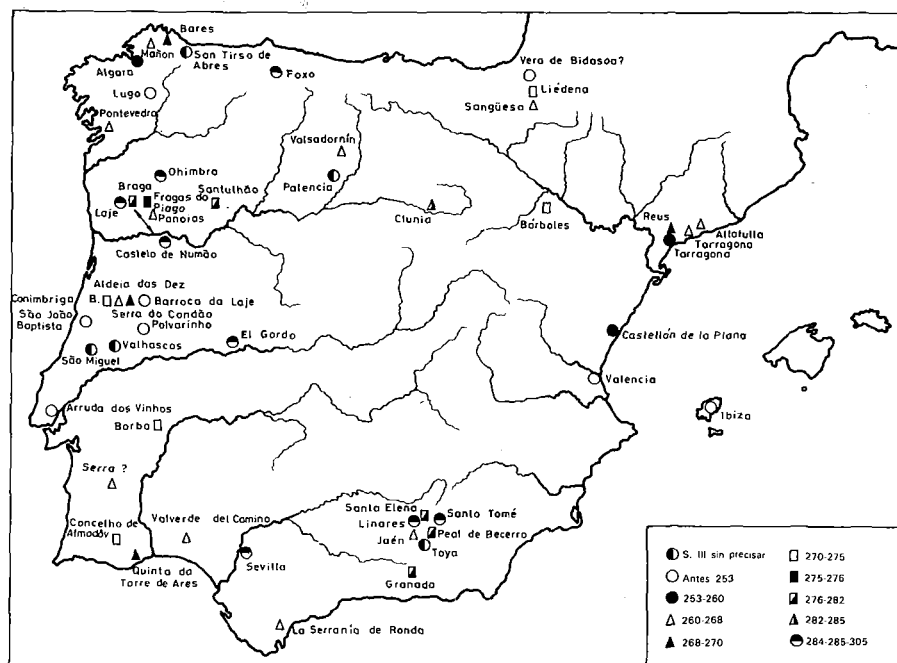 Bares
Mañon
San Tirso de
Abres
Algara
Foxo
Vera de Bidasoa?
Liédena
Sangüesa
Lugo
Pontevedra
Valsadornín
Palencia
Ohimbra
Braga
Fragas do
Piago
Santulhão
Laje
Panoias
Clunia
Bárboles
Reus
Altafulla
Tarragona
Tarragona
Castelo de Numão
Aldeia das Dez
Conimbriga
B.
Barroca da Laje
São João
Baptista
Serra do Condão
Polvarinho
El Gordo
Castellón de la Plana
São Miguel
Valhascos
Valencia
Ibiza
Arruda dos Vinhos
Borba
Serra ?
Santa Elena
Santo Tomé
Linares
Concelho de
Almodôv
Valverde del Camino
Jaén
Peal de Becerro
Toya
Quinta da
Torre de Ares
Sevilla
Granada
La Serranía de Ronda
S. III sin precisar
Antes 253
253-260
260-268
268-270
270-275
275-276
276-282
282-285
284-285-305